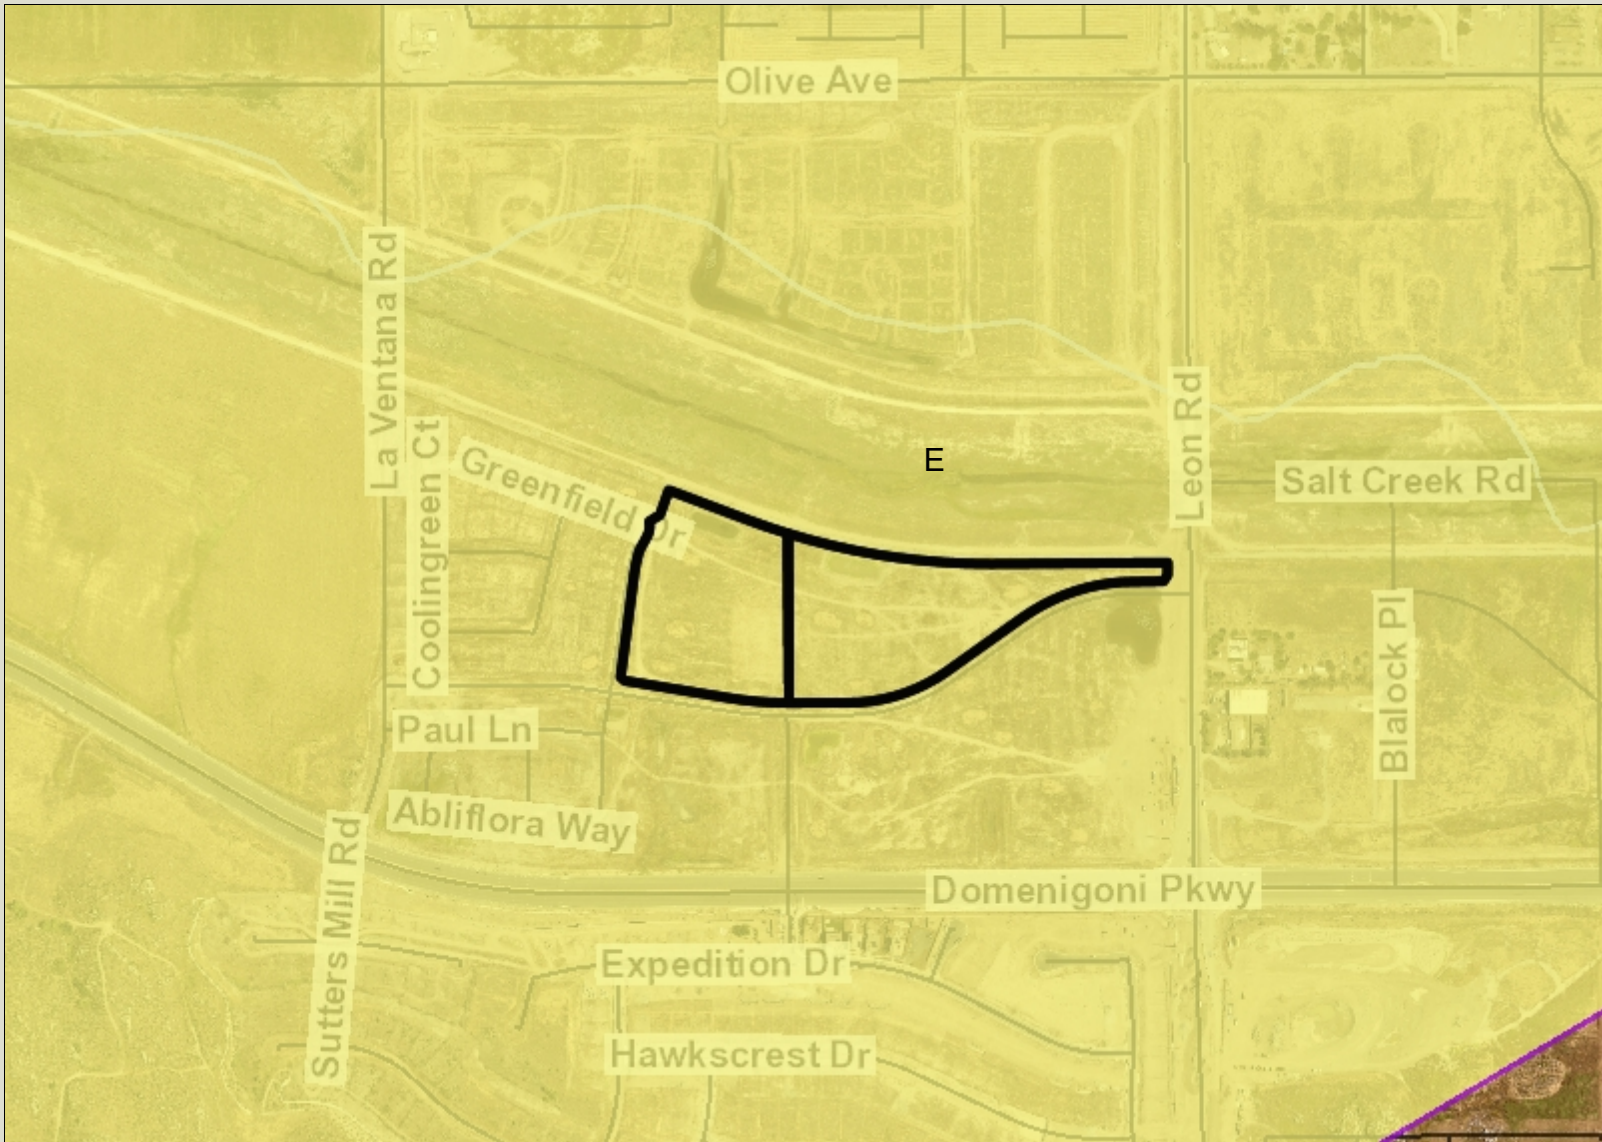 Olive Ave
La Ventana Rd
Leon Rd
E
Greenfield Dr
Coolingreen Ct
Salt Creek Rd
Blalock Pl
Paul Ln
Abliflora Way
Sutters Mill Rd
Domenigoni Pkwy
Expedition Dr
Hawkscrest Dr